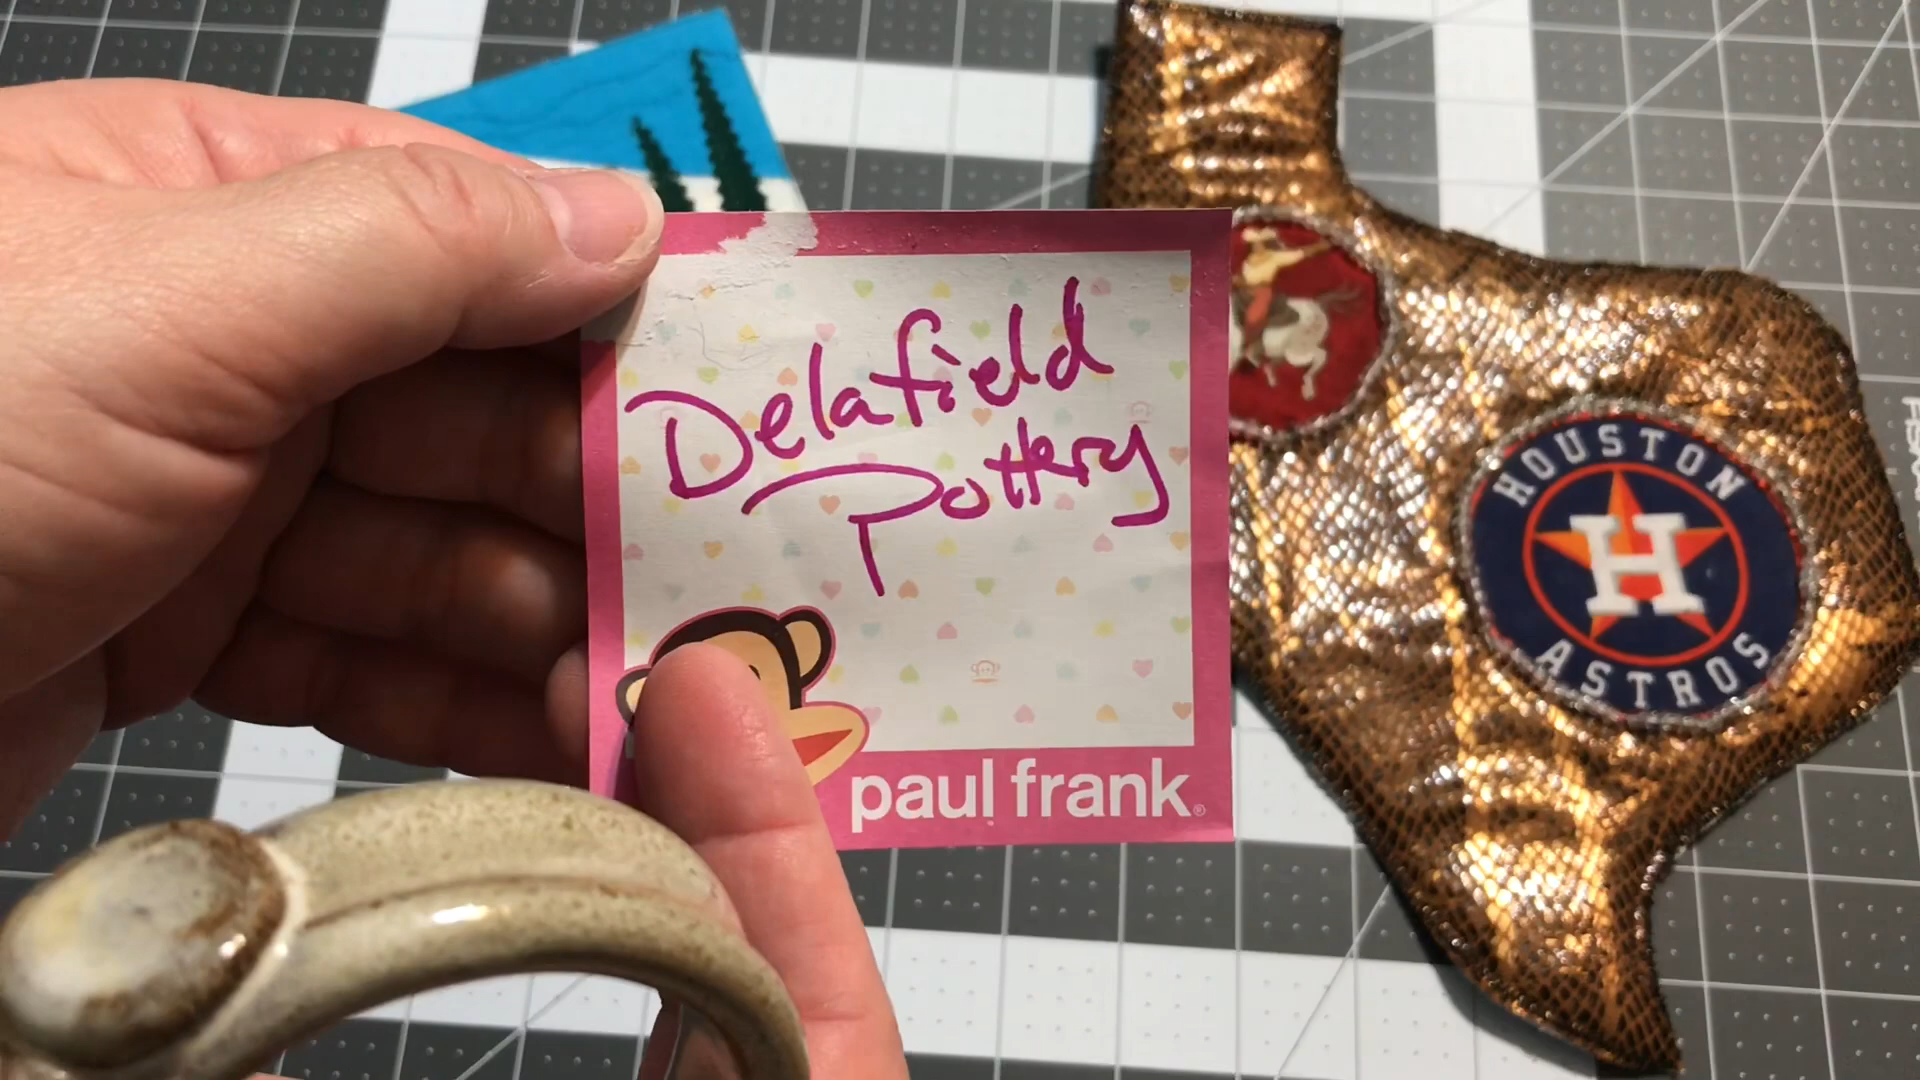 Delafield
Pottery
paul frank®
HOUSTON
H
ASTROS